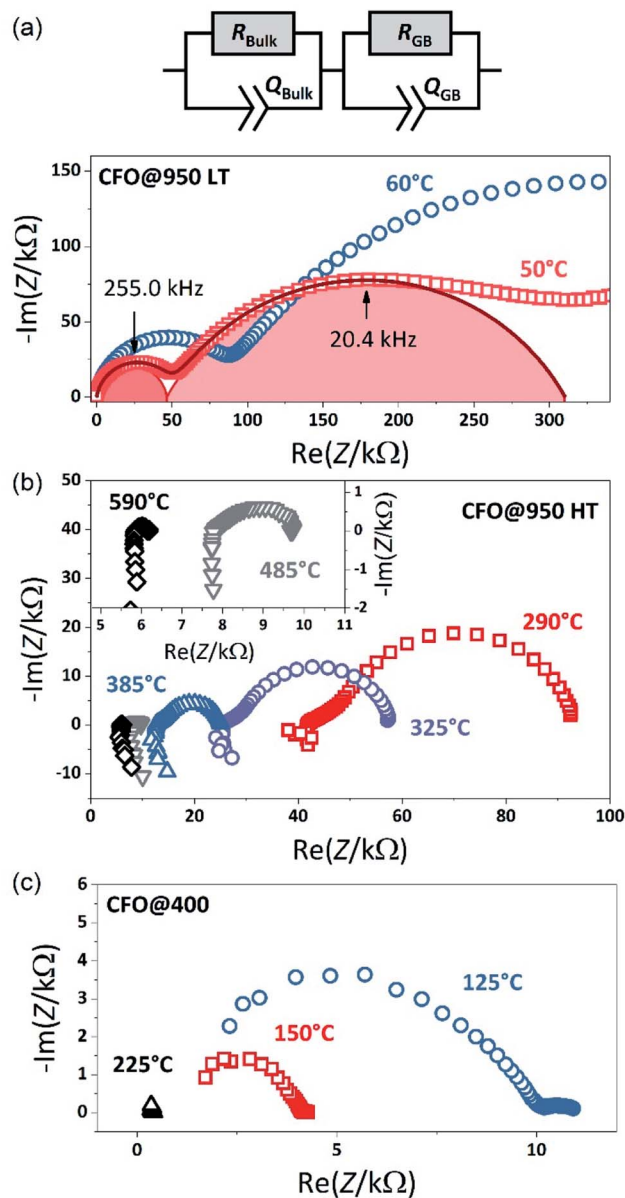 (a)
R_Bulk
R_GB
Q_Bulk
Q_GB
CFO@950 LT
60°C
50°C
255.0 kHz
20.4 kHz
150
100
50
0
-Im(Z/kΩ)
0 50 100 150 200 250 300
Re(Z/kΩ)
(b)
590°C
485°C
CFO@950 HT
1
0
-1
-2
-Im(Z/kΩ)
5 6 7 8 9 10 11
Re(Z/kΩ)
290°C
385°C
325°C
50
40
30
20
10
0
-10
-Im(Z/kΩ)
0 20 40 60 80 100
Re(Z/kΩ)
(c)
CFO@400
125°C
150°C
225°C
6
5
4
3
2
1
0
-Im(Z/kΩ)
0 5 10
Re(Z/kΩ)